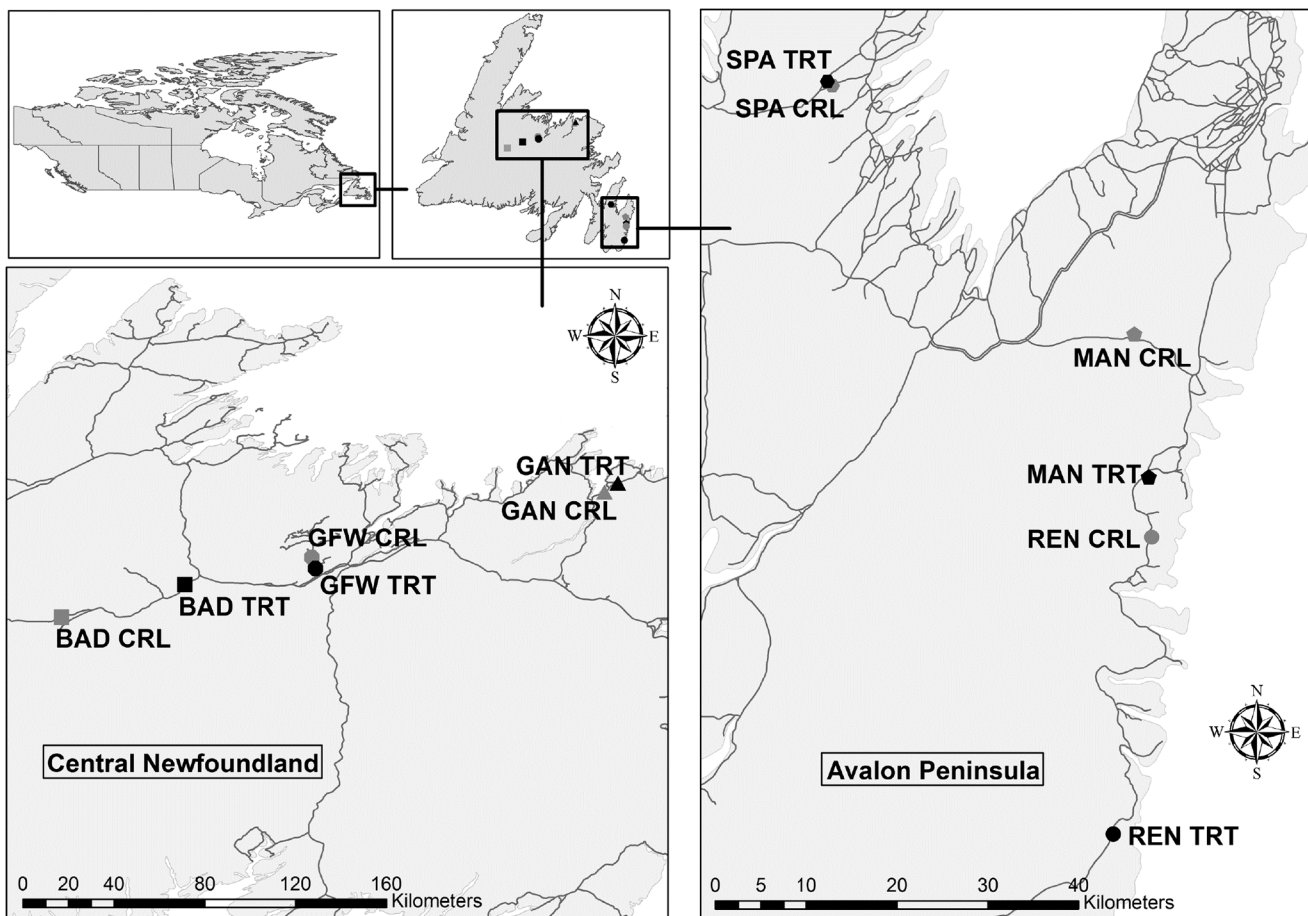 SPA TRT
SPA CRL
MAN CRL
MAN TRT
REN CRL
N
W E
S
Avalon Peninsula
REN TRT
0 5 10 20 30 40
Kilometers
N
W E
S
GAN TRT
GAN CRL
GFW CRL
GFW TRT
BAD TRT
BAD CRL
Central Newfoundland
0 20 40 80 120 160
Kilometers